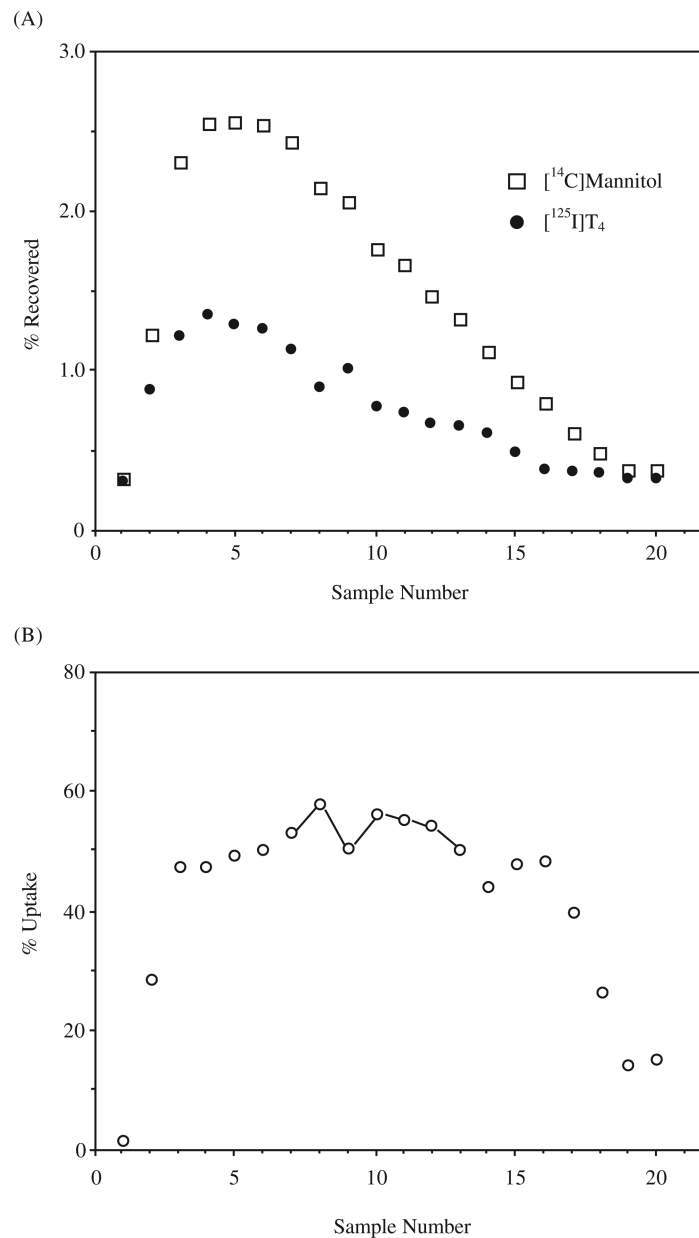 (A)
3.0
2.0
1.0
0
% Recovered
[¹⁴C]Mannitol
[¹²⁵I]T₄
0 5 10 15 20
Sample Number
(B)
80
60
40
20
0
% Uptake
0 5 10 15 20
Sample Number